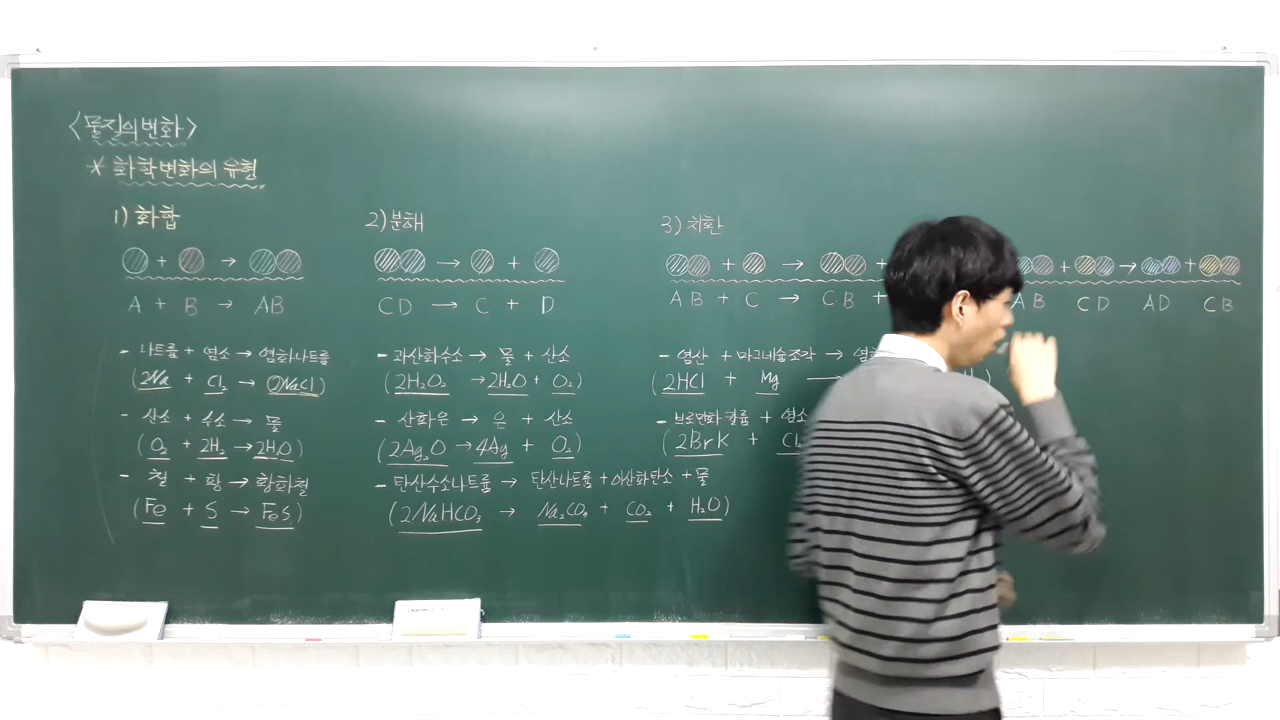 <물질의 변화>
* 화학변화의 유형
1) 화합
+ →
A + B → AB
- 나트륨 + 염소 → 염화나트륨
(2Na + Cl₂ → 2NaCl)
- 산소 + 수소 → 물
(O₂ + 2H₂ → 2H₂O)
- 철 + 황 → 황화철
(Fe + S → FeS)
2) 분해
→ +
CD → C + D
- 과산화수소 → 물 + 산소
(2H₂O₂ → 2H₂O + O₂)
- 산화은 → 은 + 산소
(2Ag₂O → 4Ag + O₂)
- 탄산수소나트륨 → 탄산나트륨 + 이산화탄소 + 물
(2NaHCO₃ → Na₂CO₃ + CO₂ + H₂O)
3) 치환
+ → +
AB + C → CB +
- 염산 + 마그네슘조각 →
(2HCl + Mg →
- 브로민화칼륨 + 염소
(2BrK +
+ → +
AB CD AD CB